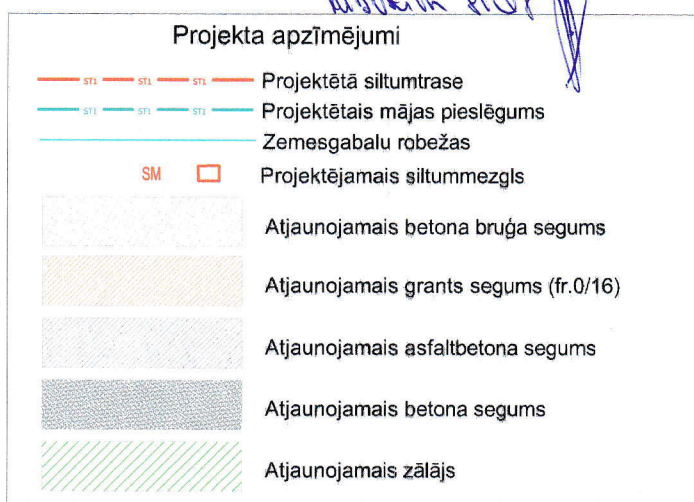 Projekta apzīmējumi
ST1 ST1 ST1 Projektētā siltumtrase
ST1 ST1 ST1 Projektētais mājas pieslēgums
Zemesgabalu robežas
SM Projektējamais siltummezgls
Atjaunojamais betona bruģa segums
Atjaunojamais grants segums (fr.0/16)
Atjaunojamais asfaltbetona segums
Atjaunojamais betona segums
Atjaunojamais zālājs